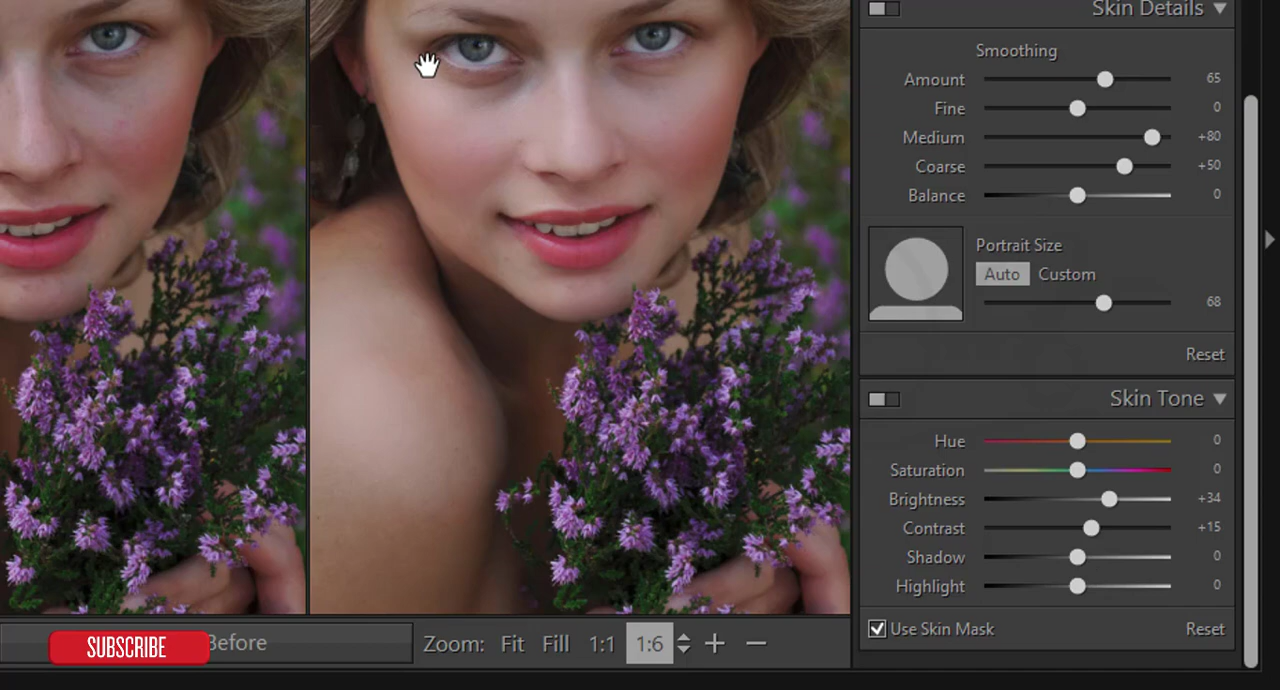 Skin Details
Smoothing
Amount 65
Fine 0
Medium +80
Coarse +50
Balance 0
Portrait Size
Auto Custom
68
Reset
Skin Tone
Hue 0
Saturation 0
Brightness +34
Contrast +15
Shadow 0
Highlight 0
Use Skin Mask Reset
SUBSCRIBE Before Zoom: Fit Fill 1:1 1:6